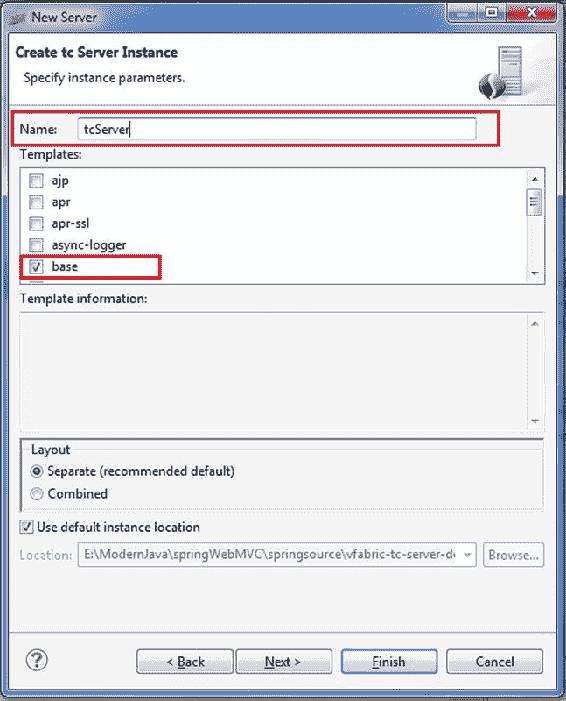 New Server
Create tc Server Instance
Specify instance parameters.
Name: tcServer
Templates:
ajp
apr
apr-ssl
async-logger
base
Template information:
Layout
Separate (recommended default)
Combined
Use default instance location
Location: E:\ModernJava\springWebMVC\springsource\vfabric-tc-server-de Browse...
? < Back Next > Finish Cancel